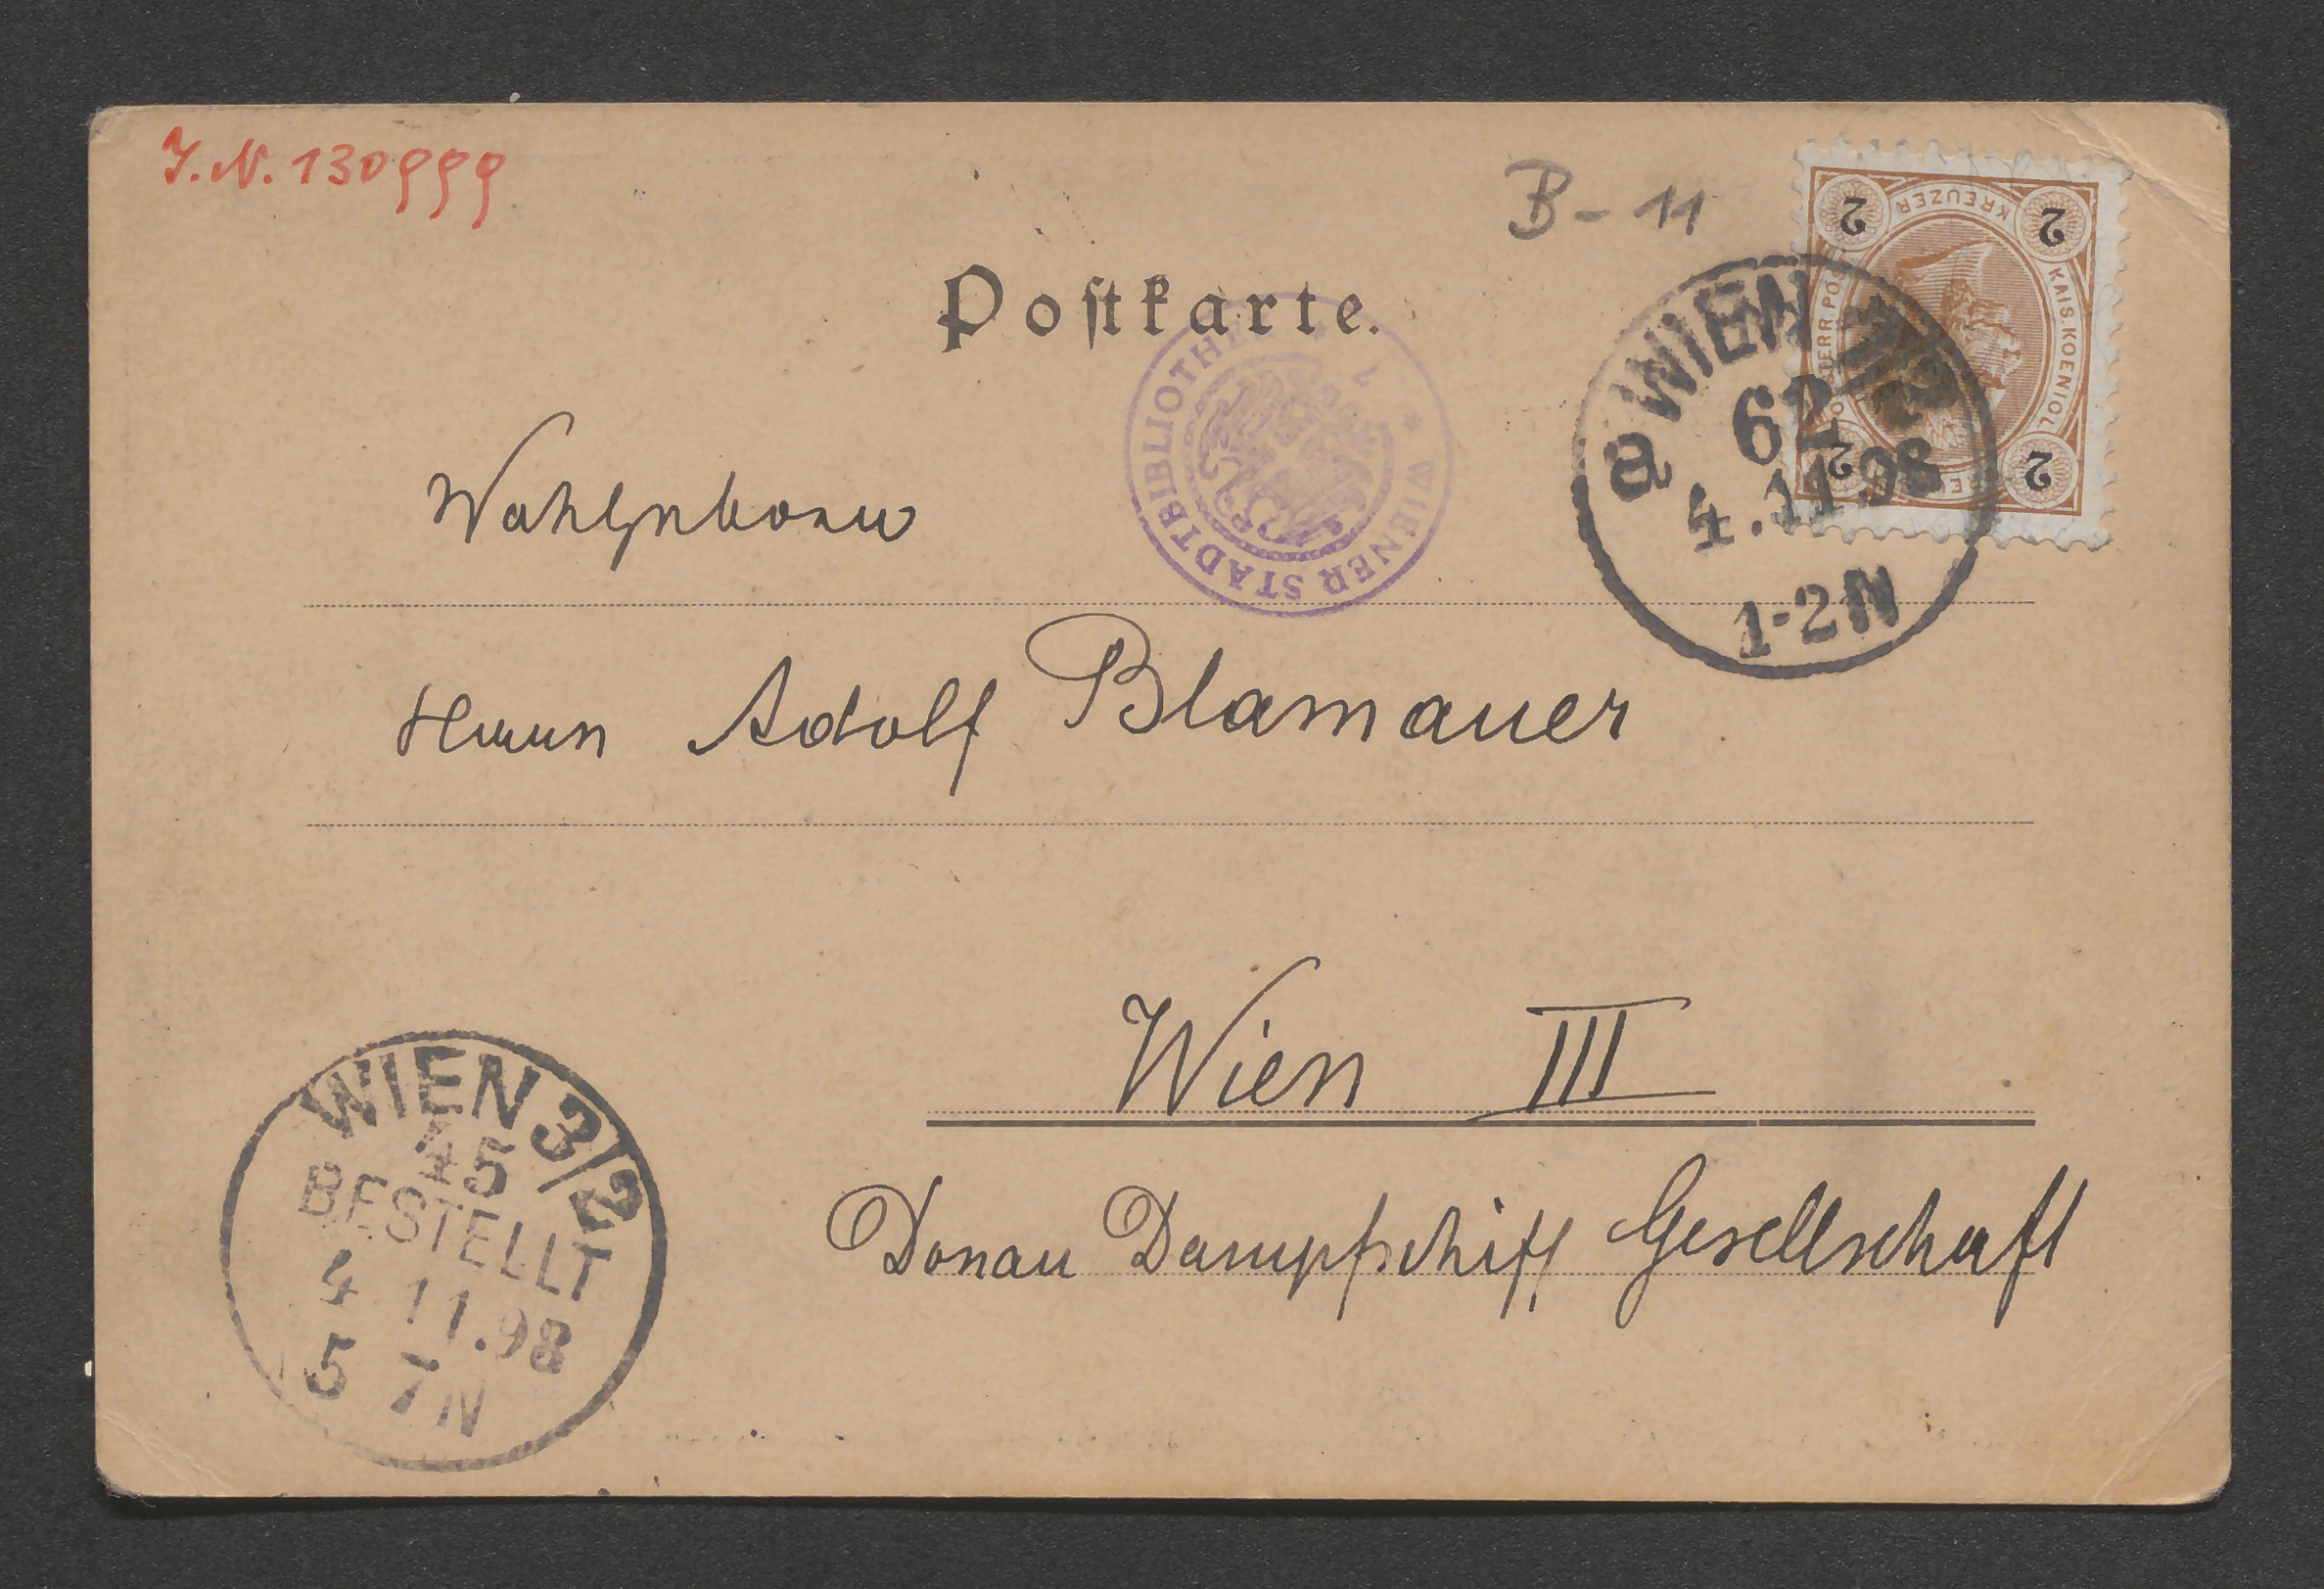 I.N. 130999
B-11
Postkarte.
WIENER STADTBIBLIOTHEK
2 KREUZER 2
KAIS. KOENIGL. OESTERR. POST
2 2
WIEN
62
a
4.11.98
1-2N
Wohlgeboren
Herrn Adolf Blamauer
Wien III
Donau Dampfschiff Gesellschaft
WIEN 3/2
45
BESTELLT
4 11.98
5 7N